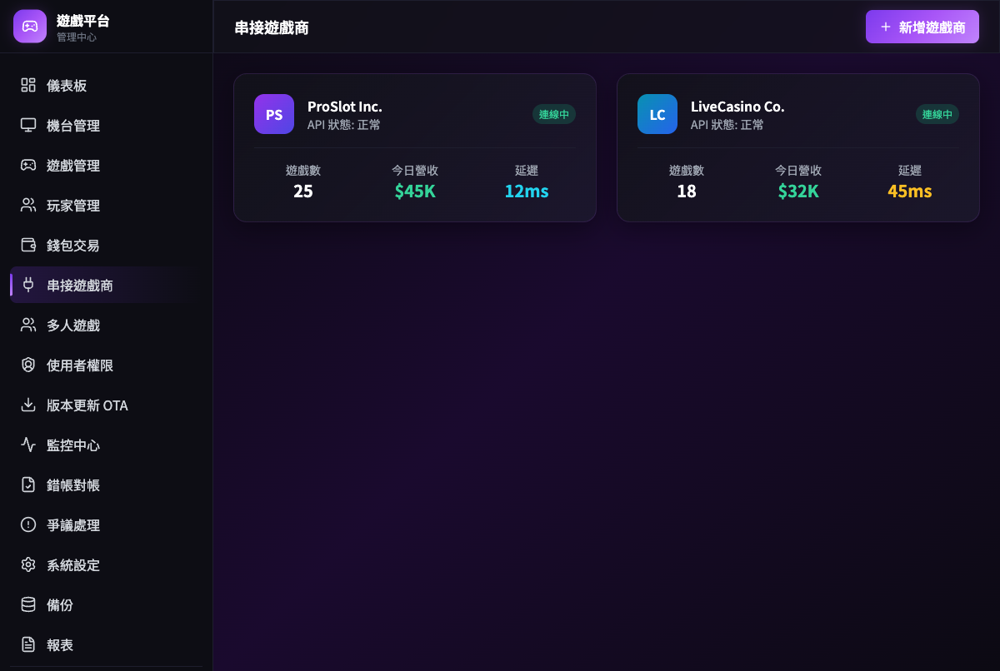 遊戲平台
管理中心
儀表板
機台管理
遊戲管理
玩家管理
錢包交易
串接遊戲商
多人遊戲
使用者權限
版本更新 OTA
監控中心
錯帳對帳
爭議處理
系統設定
備份
報表
串接遊戲商
新增遊戲商
PS
ProSlot Inc.
API 狀態: 正常
連線中
遊戲數
今日營收
延遲
25
$45K
12ms
LC
LiveCasino Co.
API 狀態: 正常
連線中
遊戲數
今日營收
延遲
18
$32K
45ms